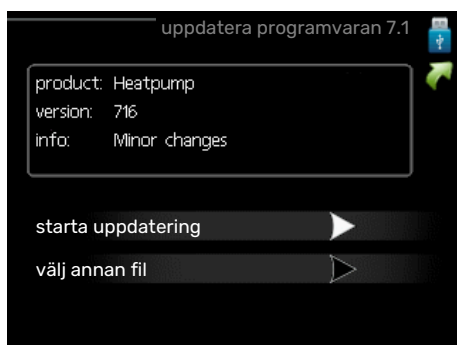 uppdatera programvaran 7.1
product: Heatpump
version: 716
info: Minor changes
starta uppdatering
välj annan fil